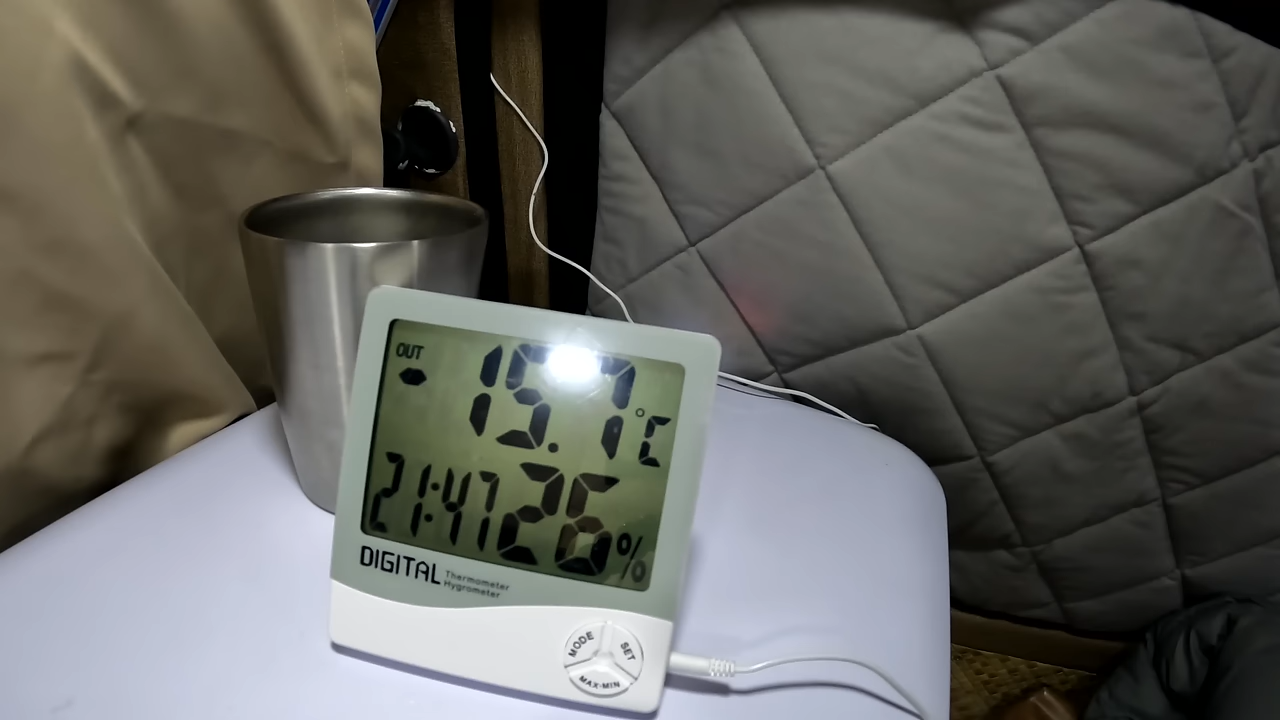 OUT
-15.7°C
21:47 26%
DIGITAL Thermometer
Hygrometer
MODE SET
MAX-MIN